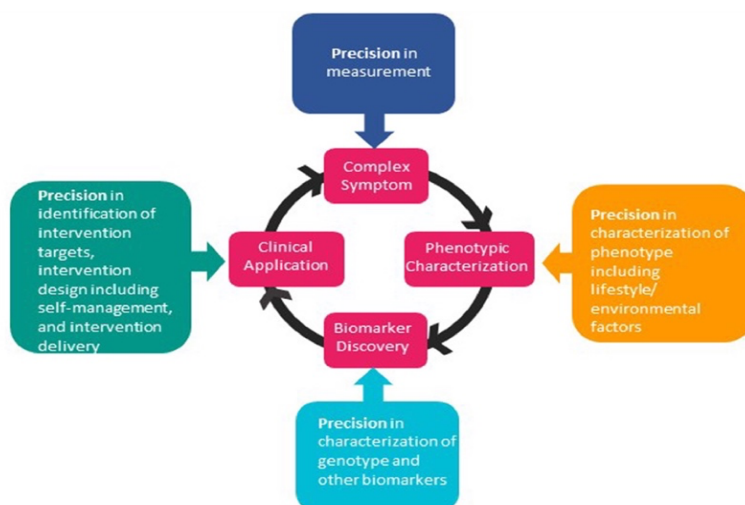 Precision in
measurement
Complex
Symptom
Precision in
identification of
intervention
targets,
intervention
design including
self-management,
and intervention
delivery
Clinical
Application
Phenotypic
Characterization
Precision in
characterization of
phenotype
including
lifestyle/
environmental
factors
Biomarker
Discovery
Precision in
characterization of
genotype and
other biomarkers